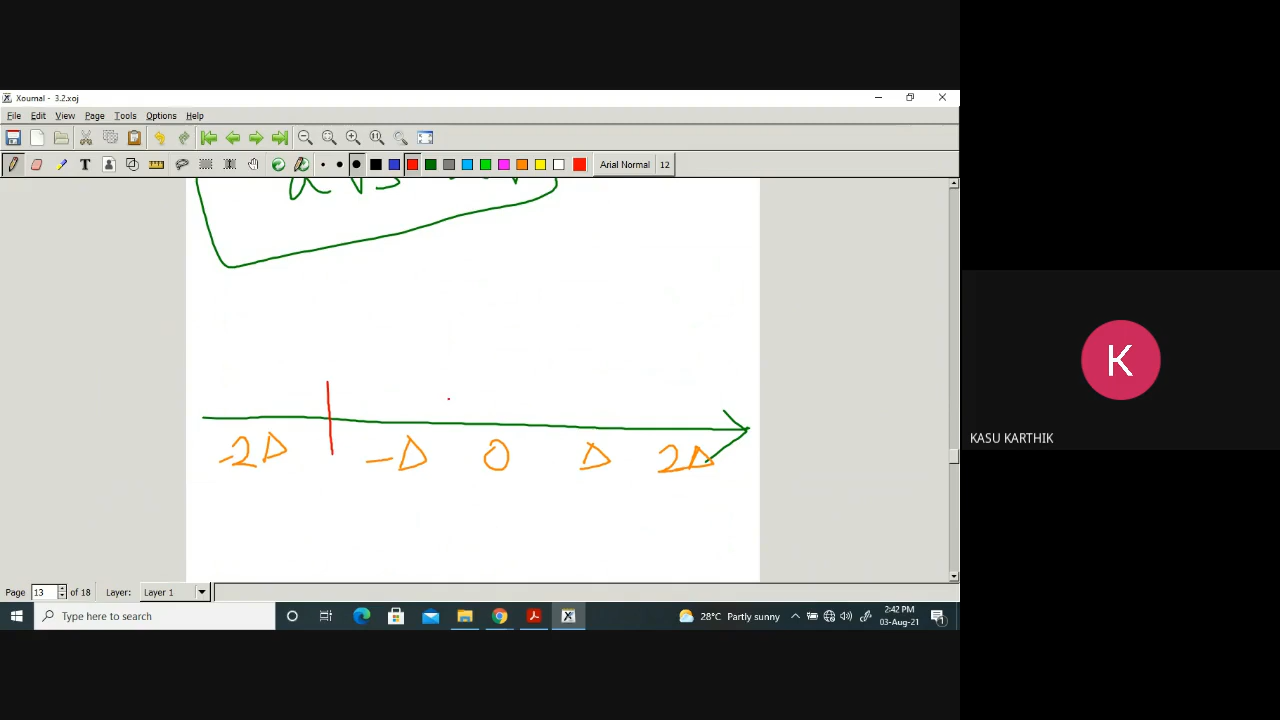 Xournal - 3.2.xoj
File Edit View Page Tools Options Help
Arial Normal 12
-2Δ -Δ 0 Δ 2Δ
K
KASU KARTHIK
Page 13 of 18 Layer: Layer 1
Type here to search
28°C Partly sunny
2:42 PM
03-Aug-21
1